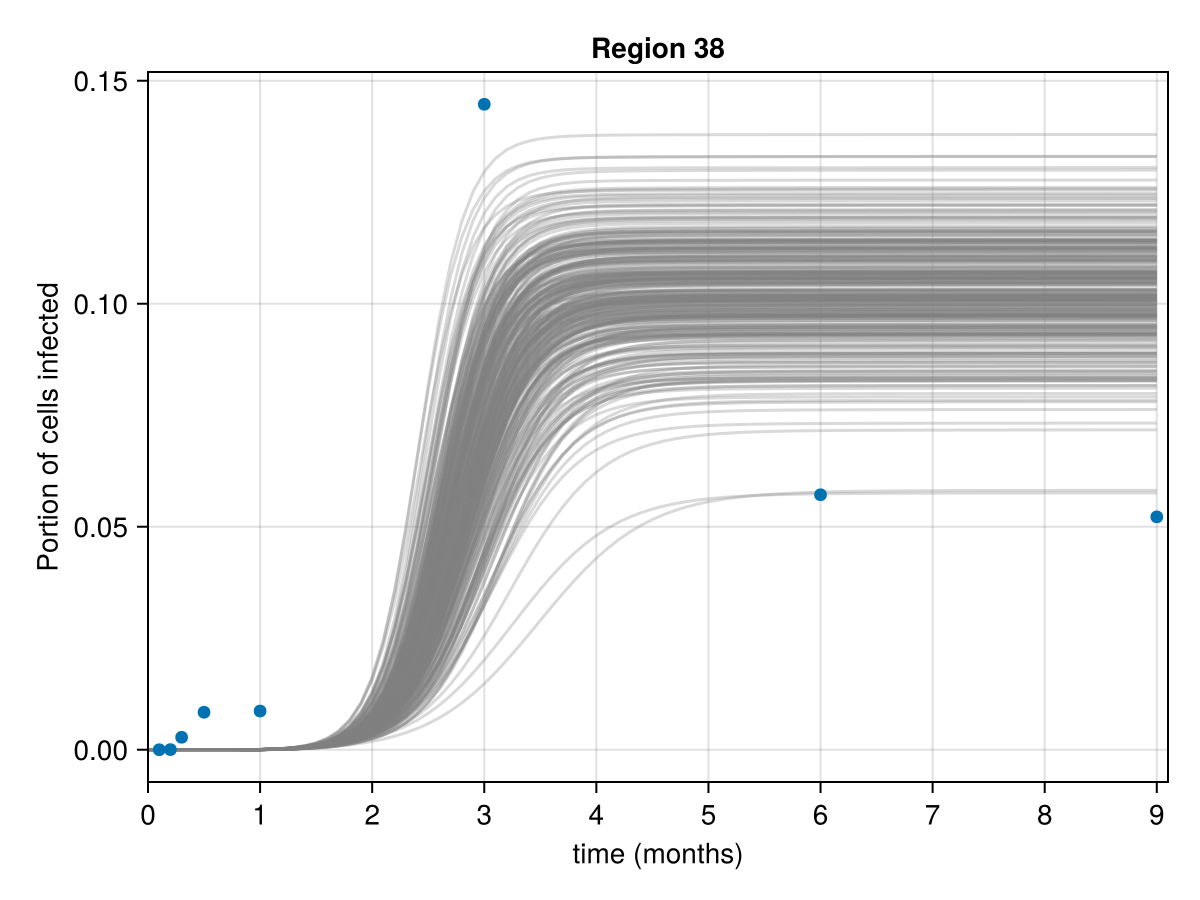 Region 38
0.15
0.10
0.05
0.00
Portion of cells infected
0 1 2 3 4 5 6 7 8 9
time (months)